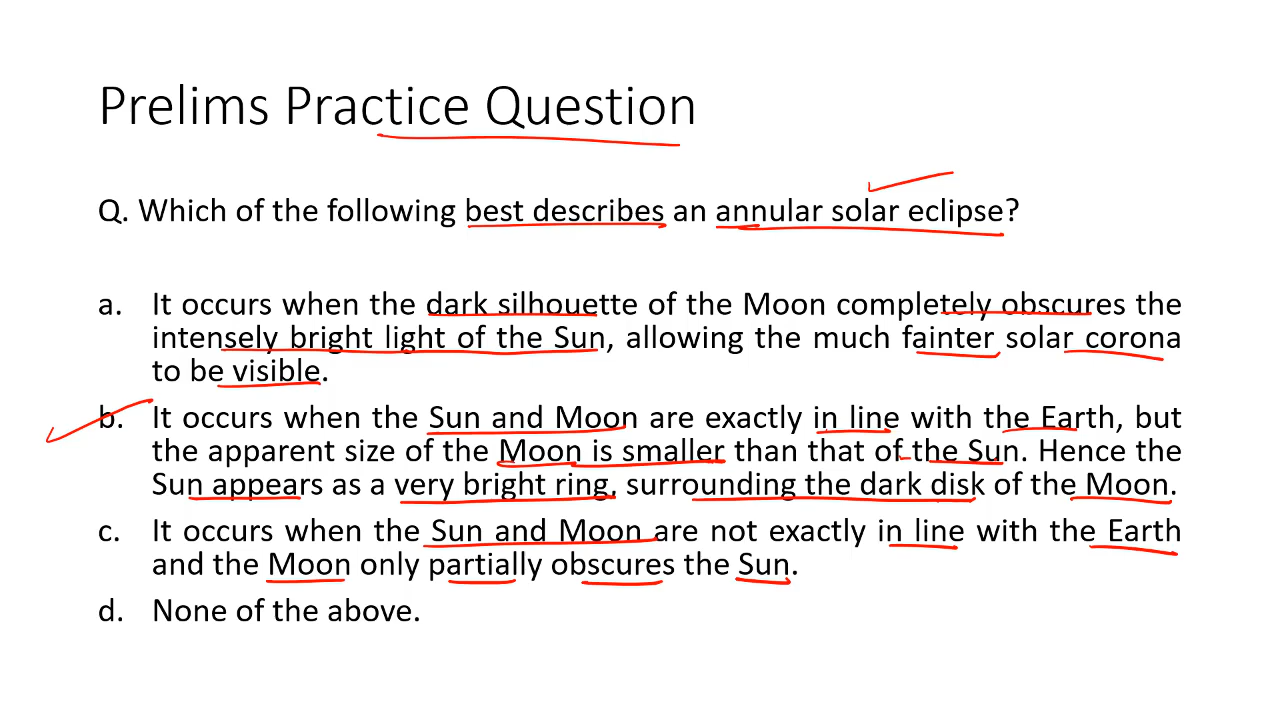 Prelims Practice Question
Q. Which of the following best describes an annular solar eclipse?
a. It occurs when the dark silhouette of the Moon completely obscures the
intensely bright light of the Sun, allowing the much fainter solar corona
to be visible.
b. It occurs when the Sun and Moon are exactly in line with the Earth, but
the apparent size of the Moon is smaller than that of the Sun. Hence the
Sun appears as a very bright ring, surrounding the dark disk of the Moon.
c. It occurs when the Sun and Moon are not exactly in line with the Earth
and the Moon only partially obscures the Sun.
d. None of the above.